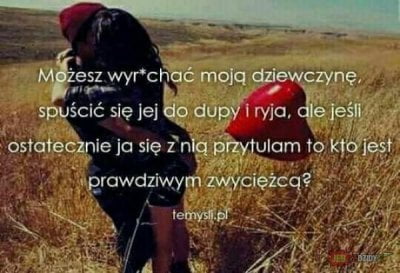 Możesz wyr*chać moją dziewczynę,
spuścić się jej do dupy i ryja, ale jeśli
ostatecznie ja się z nią przytulam to kto jest
prawdziwym zwyciężcą?
temysli.pl